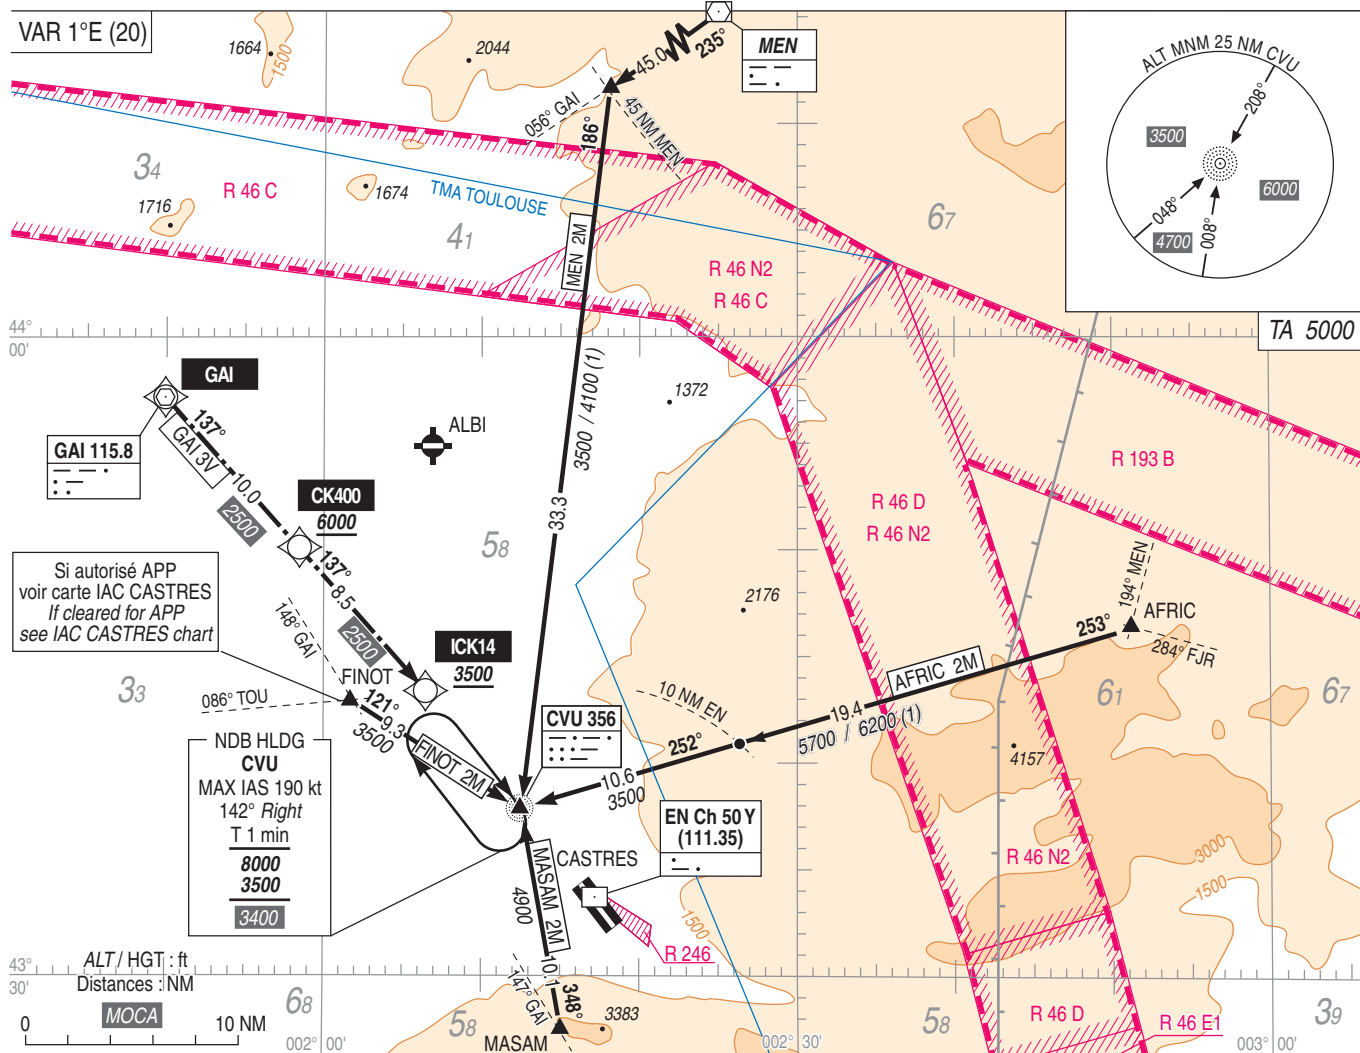 VAR 1°E (20)
1664
1500
2044
45.0
235°
MEN
ALT MNM 25 NM CVU
208°
3500
6000
048°
4700
008°
TA 5000
056° GAI
186°
45 NM MEN
34
R 46 C
1674
TMA TOULOUSE
1716
41
MEN 2M
67
R 46 N2
R 46 C
44°
00'
GAI
137°
GAI 3V
GAI 115.8
10.0
2500
CK400
6000
ALBI
3500 / 4100 (1)
1372
R 193 B
R 46 D
R 46 N2
33.3
58
137°
8.5
2500
Si autorisé APP
voir carte IAC CASTRES
If cleared for APP
see IAC CASTRES chart
148° GAI
ICK14
3500
2176
194° MEN
AFRIC
253°
284° FJR
AFRIC 2M
33
FINOT
086° TOU
121°
9.3
3500
FINOT 2M
10 NM EN
61
67
19.4
5700 / 6200 (1)
252°
4157
CVU 356
10.6
3500
NDB HLDG
CVU
MAX IAS 190 kt
142° Right
T 1 min
8000
3500
3400
EN Ch 50 Y
(111.35)
CASTRES
MASAM 2M
4900
R 46 N2
3000
1500
1500
R 246
43°
30'
ALT / HGT : ft
Distances : NM
MOCA
0
10 NM
68
58
147° GAI
10.1
348°
3383
MASAM
58
R 46 D
R 46 E1
39
002° 00'
002° 30'
003° 00'